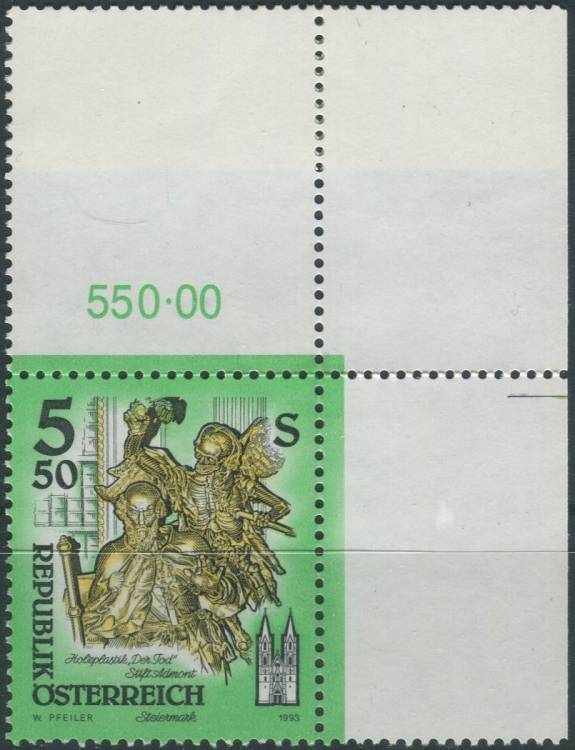 550·00
5 S
50
REPUBLIK
Holzplastik „Der Tod"
Stift Admont
ÖSTERREICH
W. PFEILER Steiermark 1993